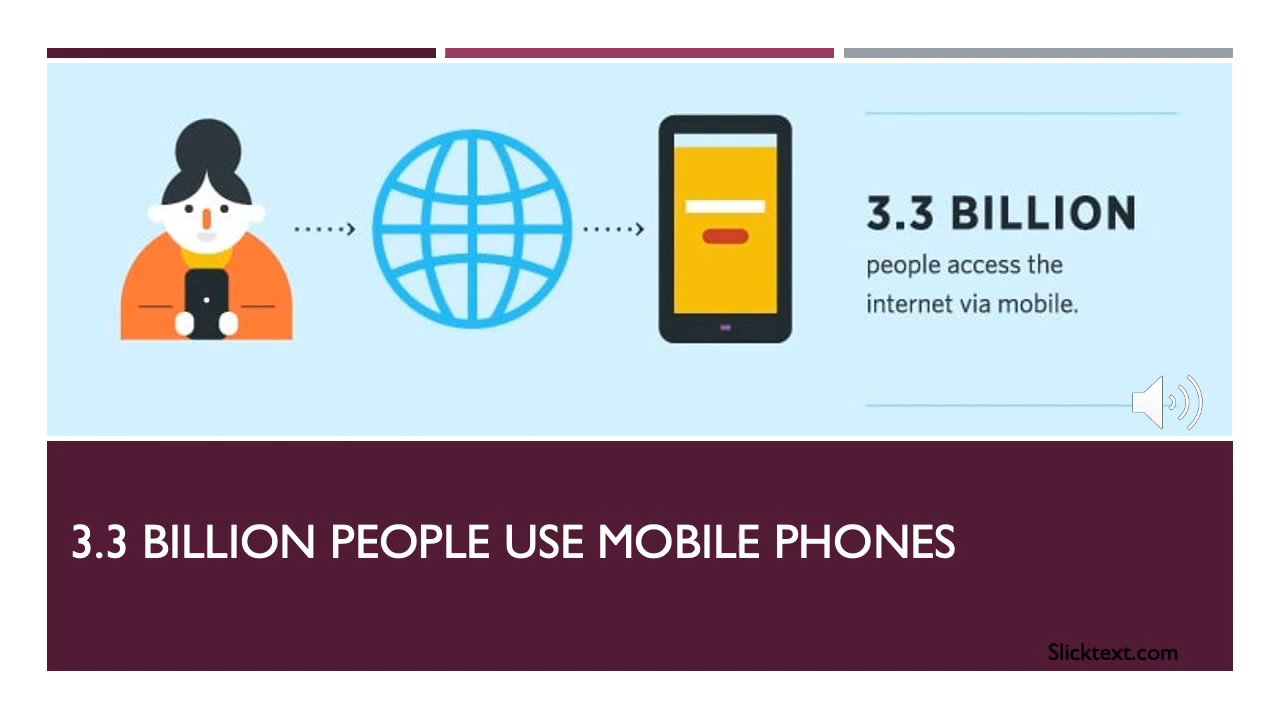 3.3 BILLION
people access the
internet via mobile.
3.3 BILLION PEOPLE USE MOBILE PHONES
Slicktext.com